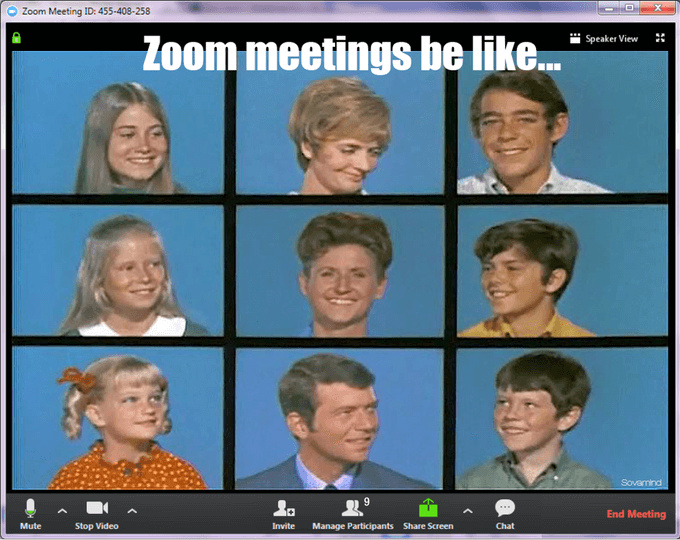 Zoom Meeting ID: 455-408-258
Zoom meetings be like...
Speaker View
Sovamind
9
Mute
Stop Video
Invite
Manage Participants
Share Screen
Chat
End Meeting